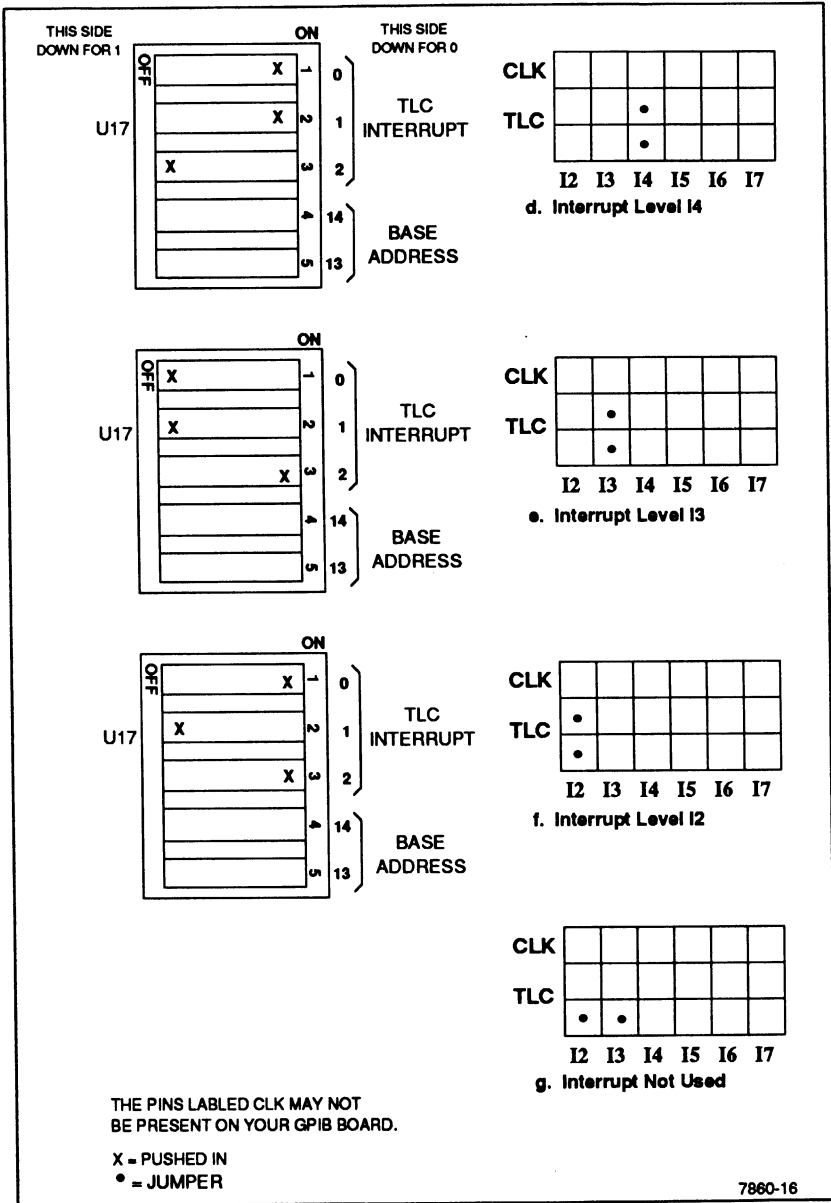 THIS SIDE
DOWN FOR 1
ON
THIS SIDE
DOWN FOR 0
OFF
U17
X 1 0
X 2 1
X 3 2
4 14
5 13
TLC
INTERRUPT
BASE
ADDRESS
CLK
TLC
I2 I3 I4 I5 I6 I7
d. Interrupt Level I4
ON
OFF
U17
X 1 0
X 2 1
X 3 2
4 14
5 13
TLC
INTERRUPT
BASE
ADDRESS
CLK
TLC
I2 I3 I4 I5 I6 I7
e. Interrupt Level I3
ON
OFF
U17
X 1 0
X 2 1
X 3 2
4 14
5 13
TLC
INTERRUPT
BASE
ADDRESS
CLK
TLC
I2 I3 I4 I5 I6 I7
f. Interrupt Level I2
CLK
TLC
I2 I3 I4 I5 I6 I7
g. Interrupt Not Used
THE PINS LABLED CLK MAY NOT
BE PRESENT ON YOUR GPIB BOARD.
X = PUSHED IN
• = JUMPER
7860-16